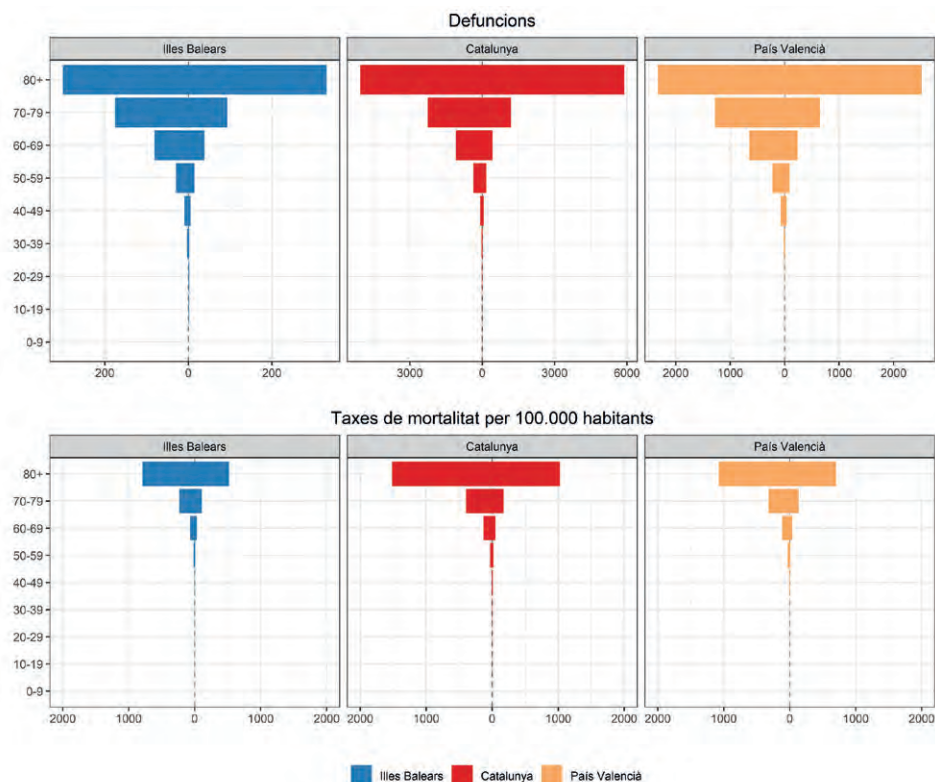 Defuncions
Illes Balears Catalunya País Valencià
80+
70-79
60-69
50-59
40-49
30-39
20-29
10-19
0-9
200 0 200 3000 0 3000 6000 2000 1000 0 1000 2000
Taxes de mortalitat per 100.000 habitants
Illes Balears Catalunya País Valencià
80+
70-79
60-69
50-59
40-49
30-39
20-29
10-19
0-9
2000 1000 0 1000 2000 2000 1000 0 1000 2000 2000 1000 0 1000 2000
Illes Balears Catalunya País Valencià